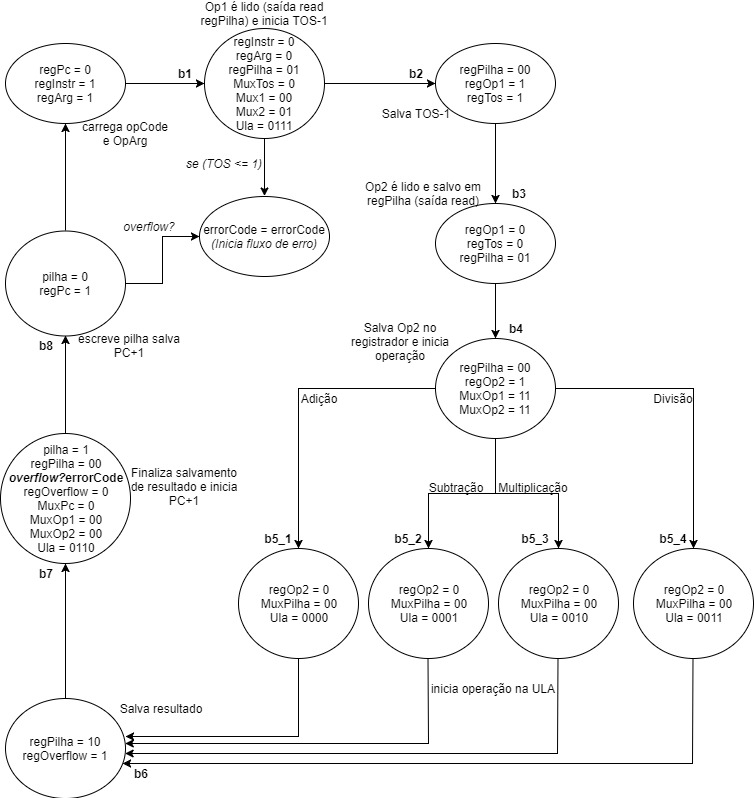 Op1 é lido (saída read
regPilha) e inicia TOS-1
regPc = 0
regInstr = 1
regArg = 1
b1
regInstr = 0
regArg = 0
regPilha = 01
MuxTos = 0
Mux1 = 00
Mux2 = 01
Ula = 0111
b2
regPilha = 00
regOp1 = 1
regTos = 1
Salva TOS-1
carrega opCode
e OpArg
se (TOS <= 1)
Op2 é lido e salvo em
regPilha (saída read)
b3
overflow?
errorCode = errorCode
(Inicia fluxo de erro)
regOp1 = 0
regTos = 0
regPilha = 01
pilha = 0
regPc = 1
b8
escreve pilha salva
PC+1
Salva Op2 no
registrador e inicia
operação
b4
regPilha = 00
regOp2 = 1
MuxOp1 = 11
MuxOp2 = 11
Adição
Divisão
Subtração
Multiplicação
pilha = 1
regPilha = 00
overflow?errorCode
regOverflow = 0
MuxPc = 0
MuxOp1 = 00
MuxOp2 = 00
Ula = 0110
Finaliza salvamento
de resultado e inicia
PC+1
b7
b5_1
b5_2
b5_3
b5_4
regOp2 = 0
MuxPilha = 00
Ula = 0000
regOp2 = 0
MuxPilha = 00
Ula = 0001
regOp2 = 0
MuxPilha = 00
Ula = 0010
regOp2 = 0
MuxPilha = 00
Ula = 0011
inicia operação na ULA
Salva resultado
regPilha = 10
regOverflow = 1
b6